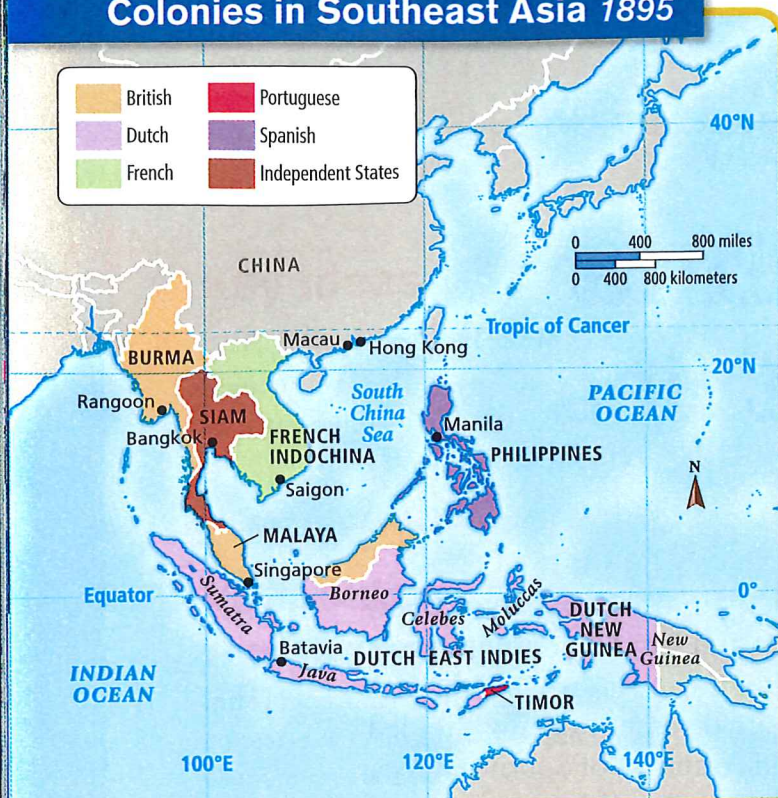 Colonies in Southeast Asia 1895
British
Portuguese
Dutch
Spanish
French
Independent States
40°N
0 400 800 miles
0 400 800 kilometers
CHINA
Tropic of Cancer
Macau
Hong Kong
BURMA
20°N
Rangoon
SIAM
South
China
Sea
PACIFIC
OCEAN
Bangkok
Manila
FRENCH
INDOCHINA
PHILIPPINES
N
Saigon
MALAYA
Singapore
Equator
0°
Sumatra
Borneo
Celebes
Moluccas
DUTCH
NEW
GUINEA
New
Guinea
Batavia
DUTCH EAST INDIES
INDIAN
OCEAN
Java
TIMOR
100°E
120°E
140°E